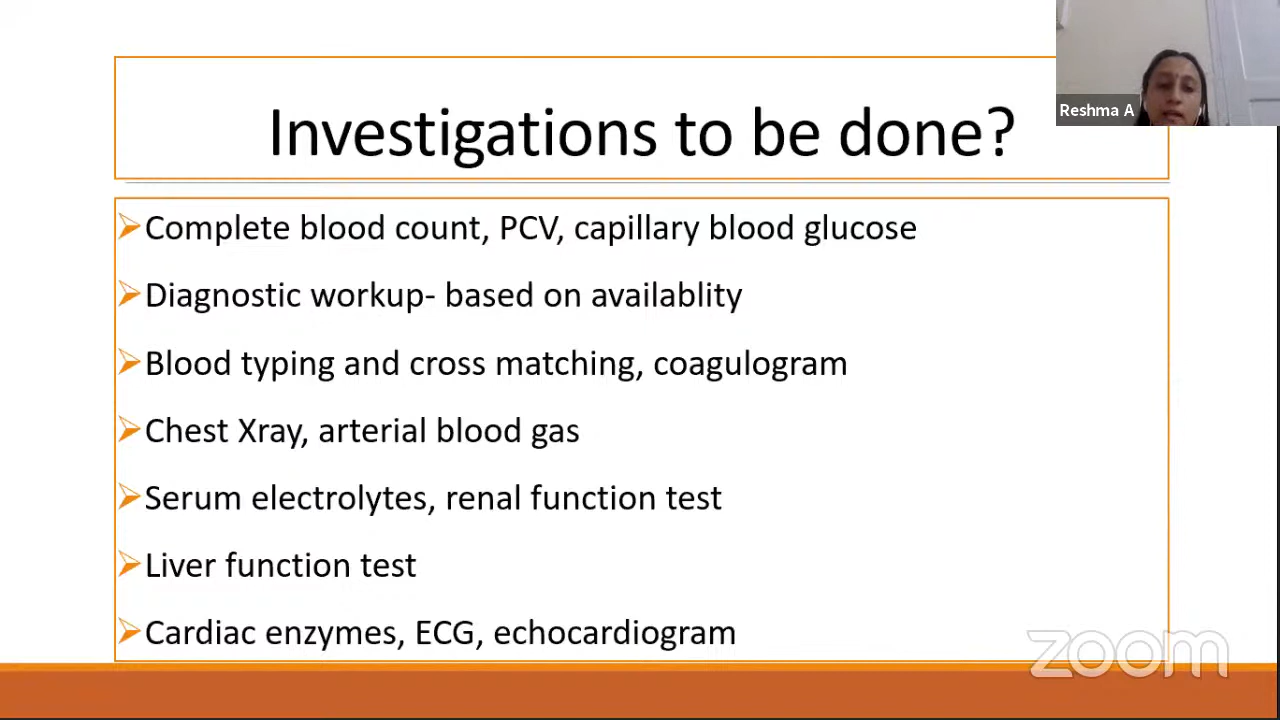 Reshma A
Investigations to be done?
Complete blood count, PCV, capillary blood glucose
Diagnostic workup- based on availablity
Blood typing and cross matching, coagulogram
Chest Xray, arterial blood gas
Serum electrolytes, renal function test
Liver function test
Cardiac enzymes, ECG, echocardiogram
zoom